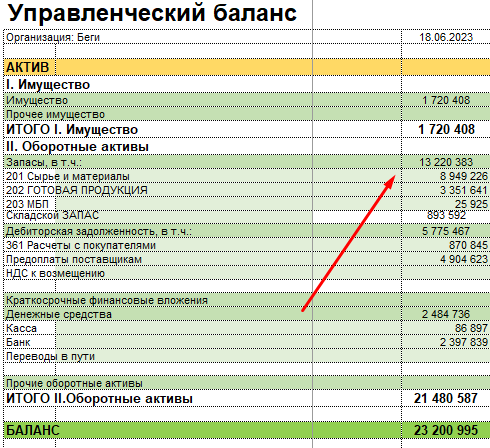 Управленческий баланс
Организация: Беги 18.06.2023
АКТИВ
I. Имущество
Имущество 1 720 408
Прочее имущество
ИТОГО I. Имущество 1 720 408
II. Оборотные активы
Запасы, в т.ч.: 13 220 383
201 Сырье и материалы 8 949 226
202 ГОТОВАЯ ПРОДУКЦИЯ 3 351 641
203 МБП 25 925
Складской ЗАПАС 893 592
Дебиторская задолженность, в т.ч.: 5 775 467
361 Расчеты с покупателями 870 845
Предоплаты поставщикам 4 904 623
НДС к возмещению
Краткосрочные финансовые вложения
Денежные средства 2 484 736
Касса 86 897
Банк 2 397 839
Переводы в пути
Прочие оборотные активы
ИТОГО II.Оборотные активы 21 480 587
БАЛАНС 23 200 995